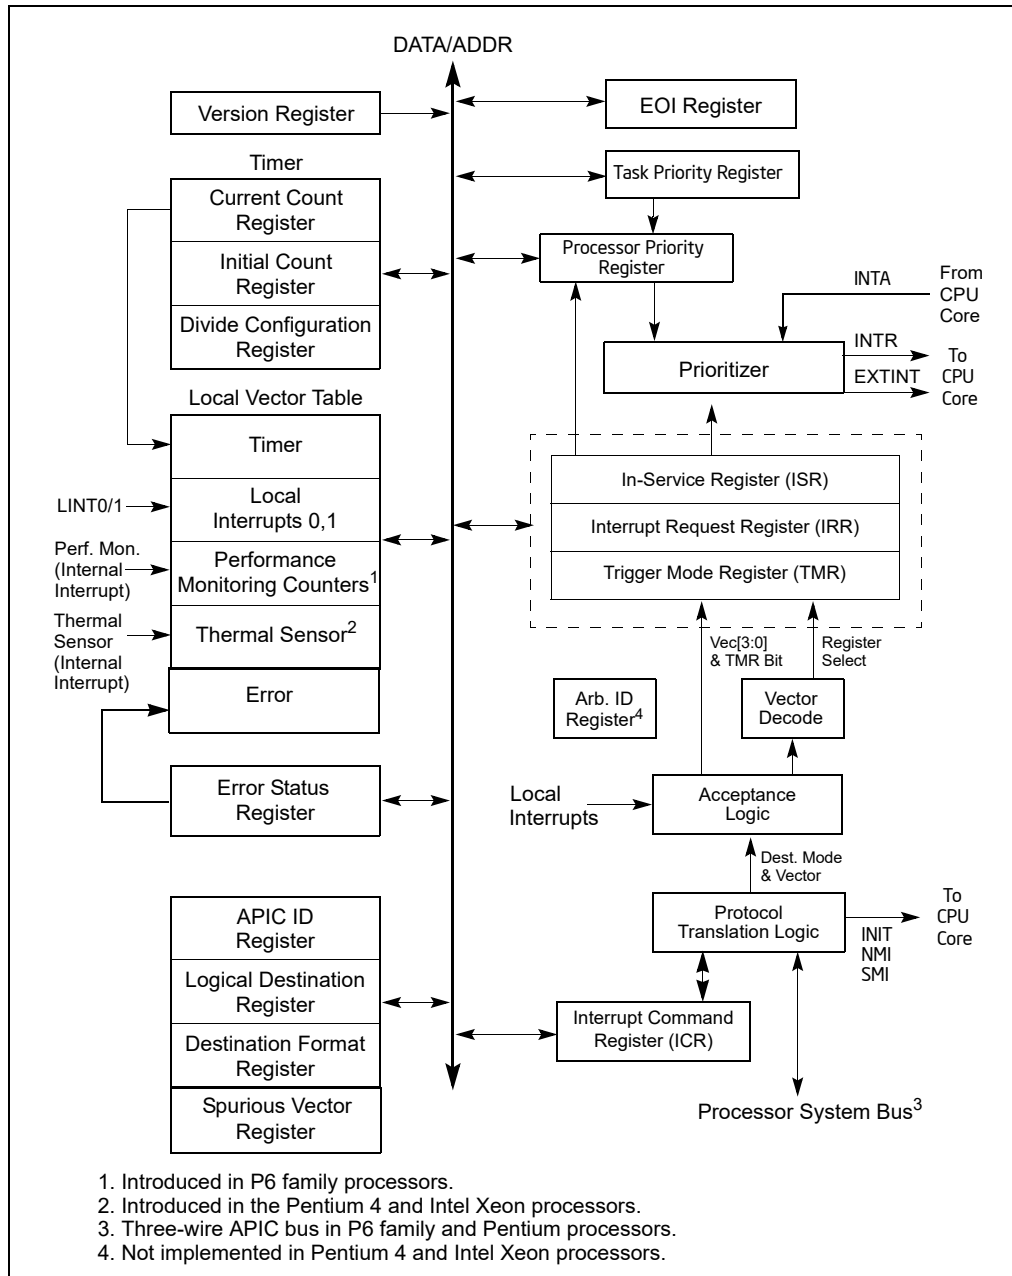 DATA/ADDR
Version Register
EOI Register
Timer
Current Count
Register
Initial Count
Register
Divide Configuration
Register
Task Priority Register
Processor Priority
Register
INTA
From
CPU
Core
Prioritizer
INTR
EXTINT
To
CPU
Core
Local Vector Table
Timer
LINT0/1
Local
Interrupts 0,1
Perf. Mon.
(Internal
Interrupt)
Performance
Monitoring Counters1
Thermal
Sensor
(Internal
Interrupt)
Thermal Sensor2
Error
In-Service Register (ISR)
Interrupt Request Register (IRR)
Trigger Mode Register (TMR)
Vec[3:0]
& TMR Bit
Register
Select
Arb. ID
Register4
Vector
Decode
Error Status
Register
Local
Interrupts
Acceptance
Logic
Dest. Mode
& Vector
Protocol
Translation Logic
INIT
NMI
SMI
To
CPU
Core
APIC ID
Register
Logical Destination
Register
Destination Format
Register
Spurious Vector
Register
Interrupt Command
Register (ICR)
Processor System Bus3
1. Introduced in P6 family processors.
2. Introduced in the Pentium 4 and Intel Xeon processors.
3. Three-wire APIC bus in P6 family and Pentium processors.
4. Not implemented in Pentium 4 and Intel Xeon processors.